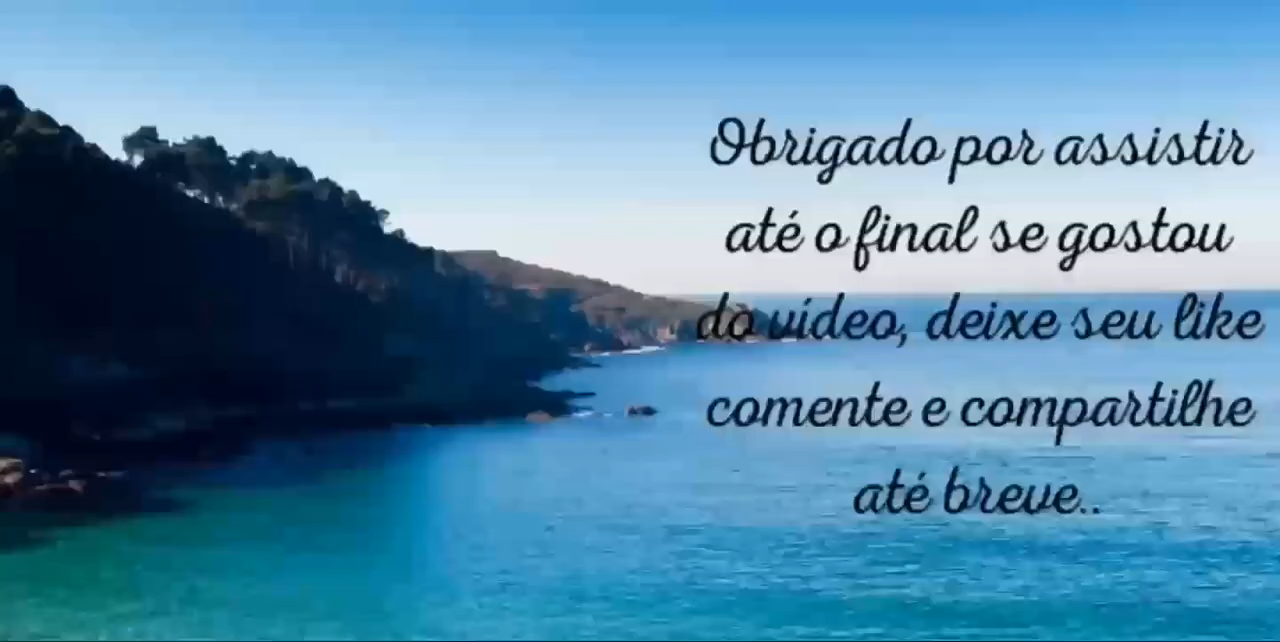 Obrigado por assistir
até o final se gostou
do vídeo, deixe seu like
comente e compartilhe
até breve..